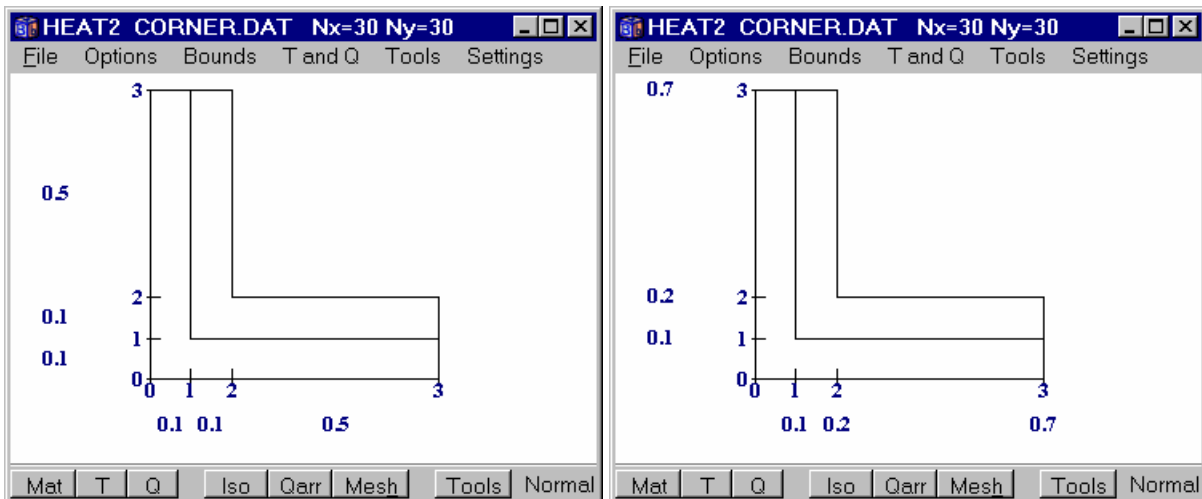 HEAT2 CORNER.DAT Nx=30 Ny=30
File Options Bounds T and Q Tools Settings
3
0.5
2
0.1
1
0.1
0
0 1 2 3
0.1 0.1 0.5
Mat T Q Iso Qarr Mesh Tools Normal
HEAT2 CORNER.DAT Nx=30 Ny=30
File Options Bounds T and Q Tools Settings
0.7 3
0.2 2
0.1 1
0
0 1 2 3
0.1 0.2 0.7
Mat T Q Iso Qarr Mesh Tools Norma